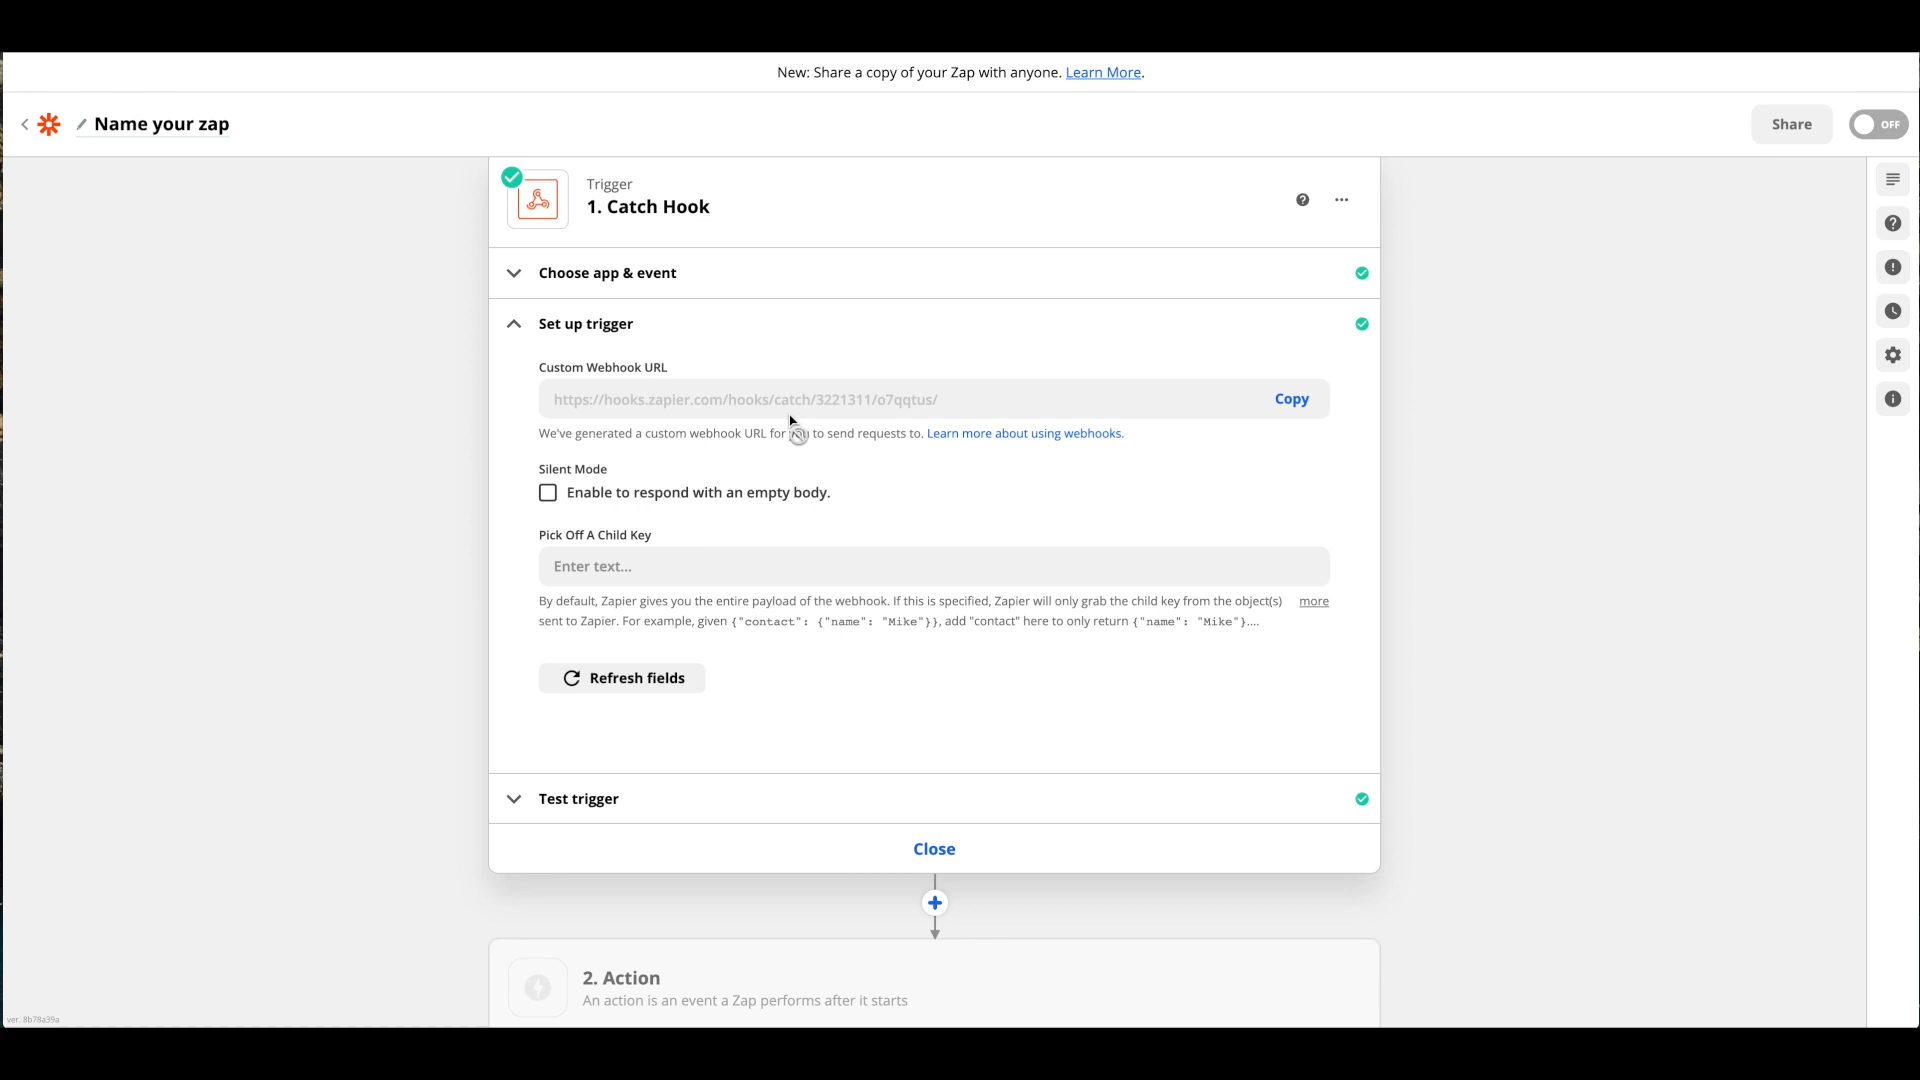 New: Share a copy of your Zap with anyone. Learn More.
Name your zap
Share
OFF
Trigger
1. Catch Hook
Choose app & event
Set up trigger
Custom Webhook URL
https://hooks.zapier.com/hooks/catch/3221311/o7qqtus/
Copy
We've generated a custom webhook URL for you to send requests to. Learn more about using webhooks.
Silent Mode
Enable to respond with an empty body.
Pick Off A Child Key
Enter text...
By default, Zapier gives you the entire payload of the webhook. If this is specified, Zapier will only grab the child key from the object(s) more
sent to Zapier. For example, given {"contact": {"name": "Mike"}}, add "contact" here to only return {"name": "Mike"}....
Refresh fields
Test trigger
Close
2. Action
An action is an event a Zap performs after it starts
ver. 8b78a39a